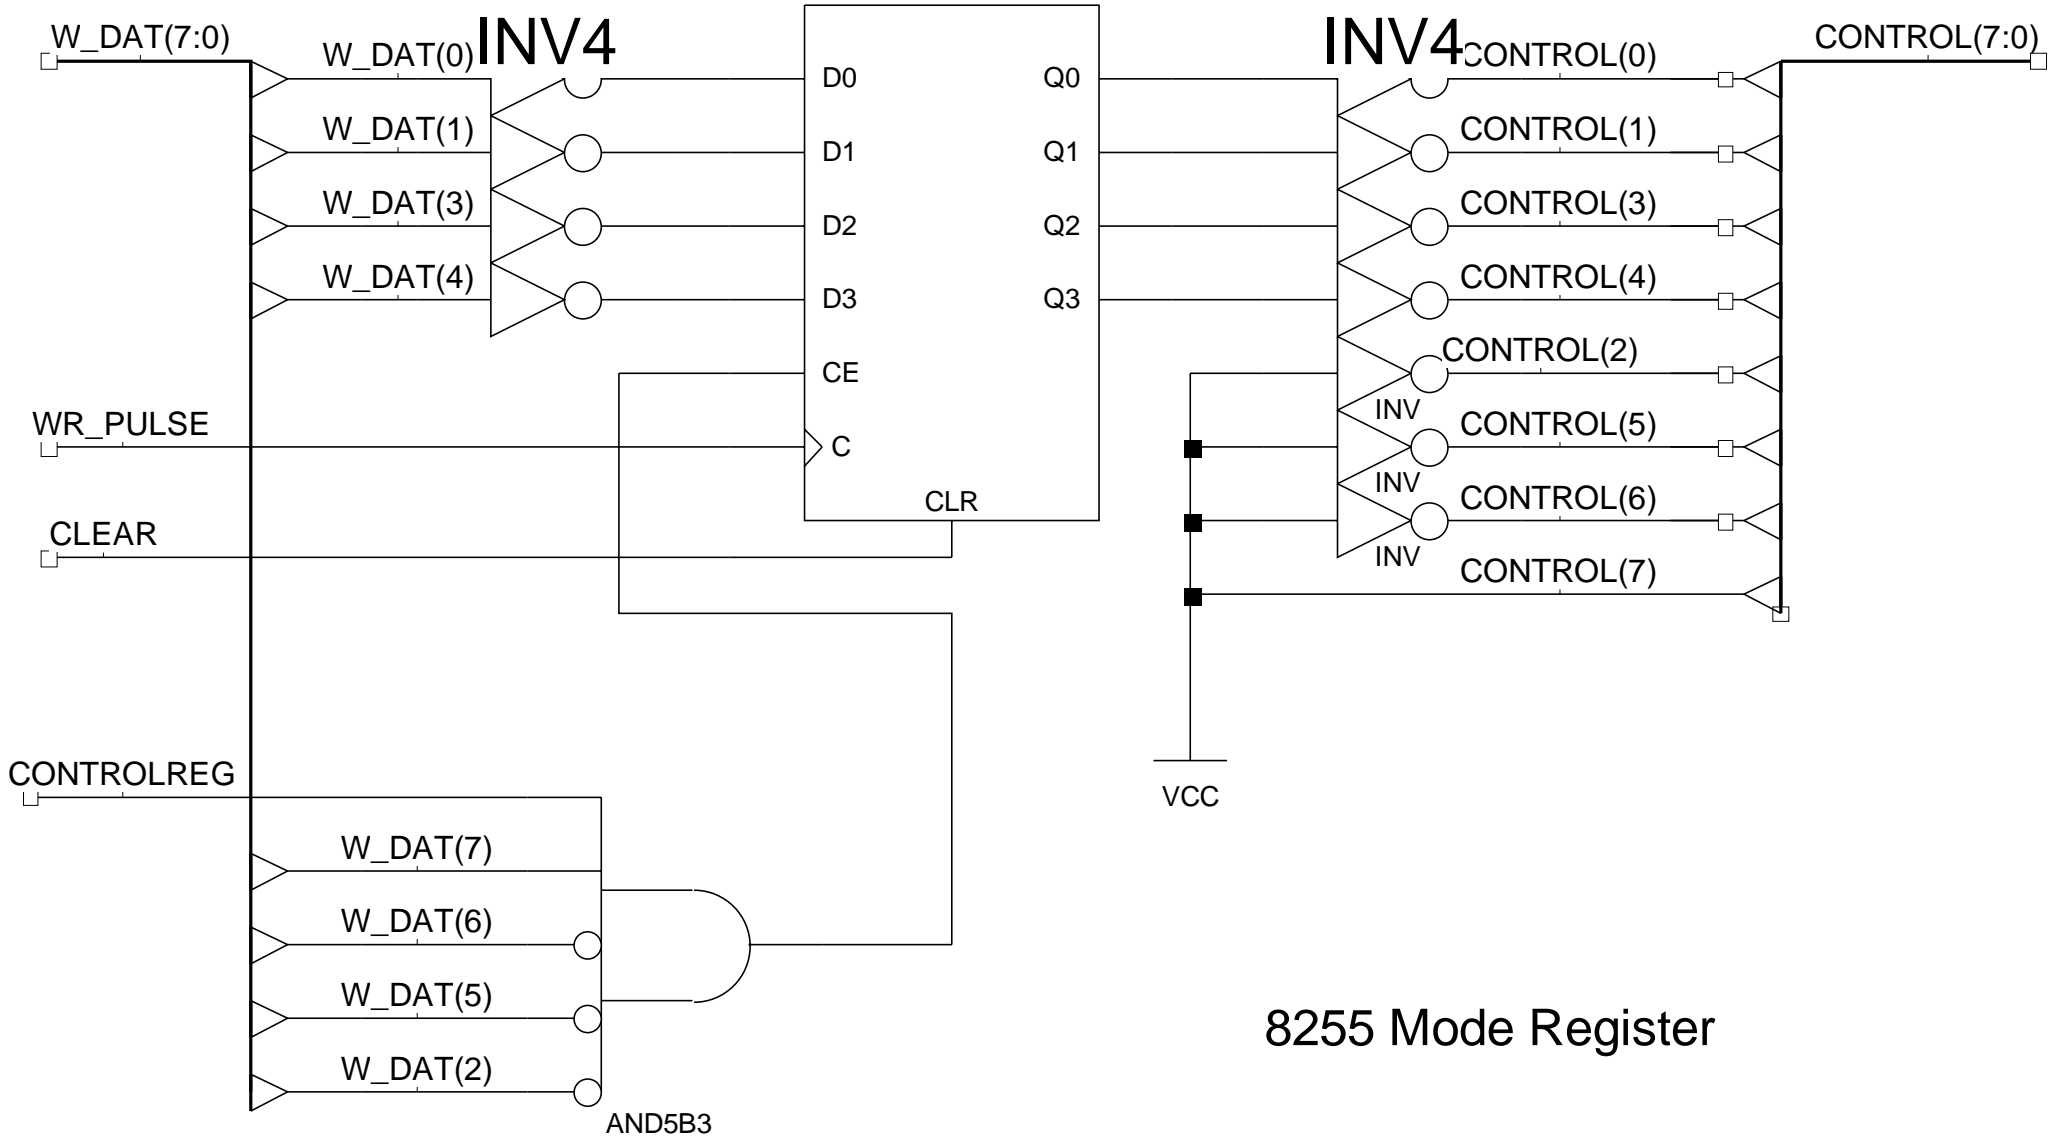 W_DAT(7:0)
W_DAT(0)
INV4
INV4
CONTROL(0)
CONTROL(7:0)
D0
Q0
W_DAT(1)
D1
Q1
CONTROL(1)
W_DAT(3)
D2
Q2
CONTROL(3)
W_DAT(4)
D3
Q3
CONTROL(4)
CE
CONTROL(2)
INV
WR_PULSE
C
CONTROL(5)
INV
CLR
CONTROL(6)
CLEAR
INV
CONTROL(7)
CONTROLREG
VCC
W_DAT(7)
W_DAT(6)
W_DAT(5)
8255 Mode Register
W_DAT(2)
AND5B3